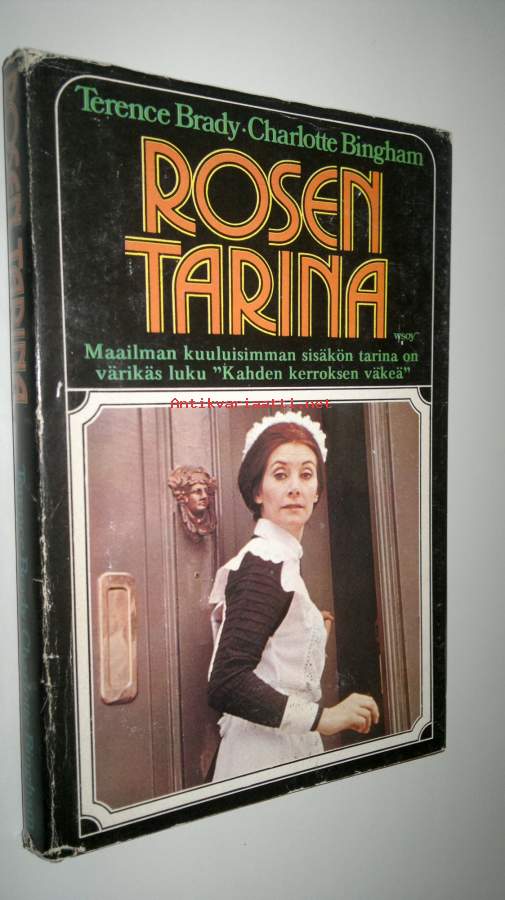 Terence Brady · Charlotte Bingham
ROSEN
TARINA
wsoy
Maailman kuuluisimman sisäkön tarina on
värikäs luku ”Kahden kerroksen väkeä”
Antikvariaatti.net
ROSEN TARINA